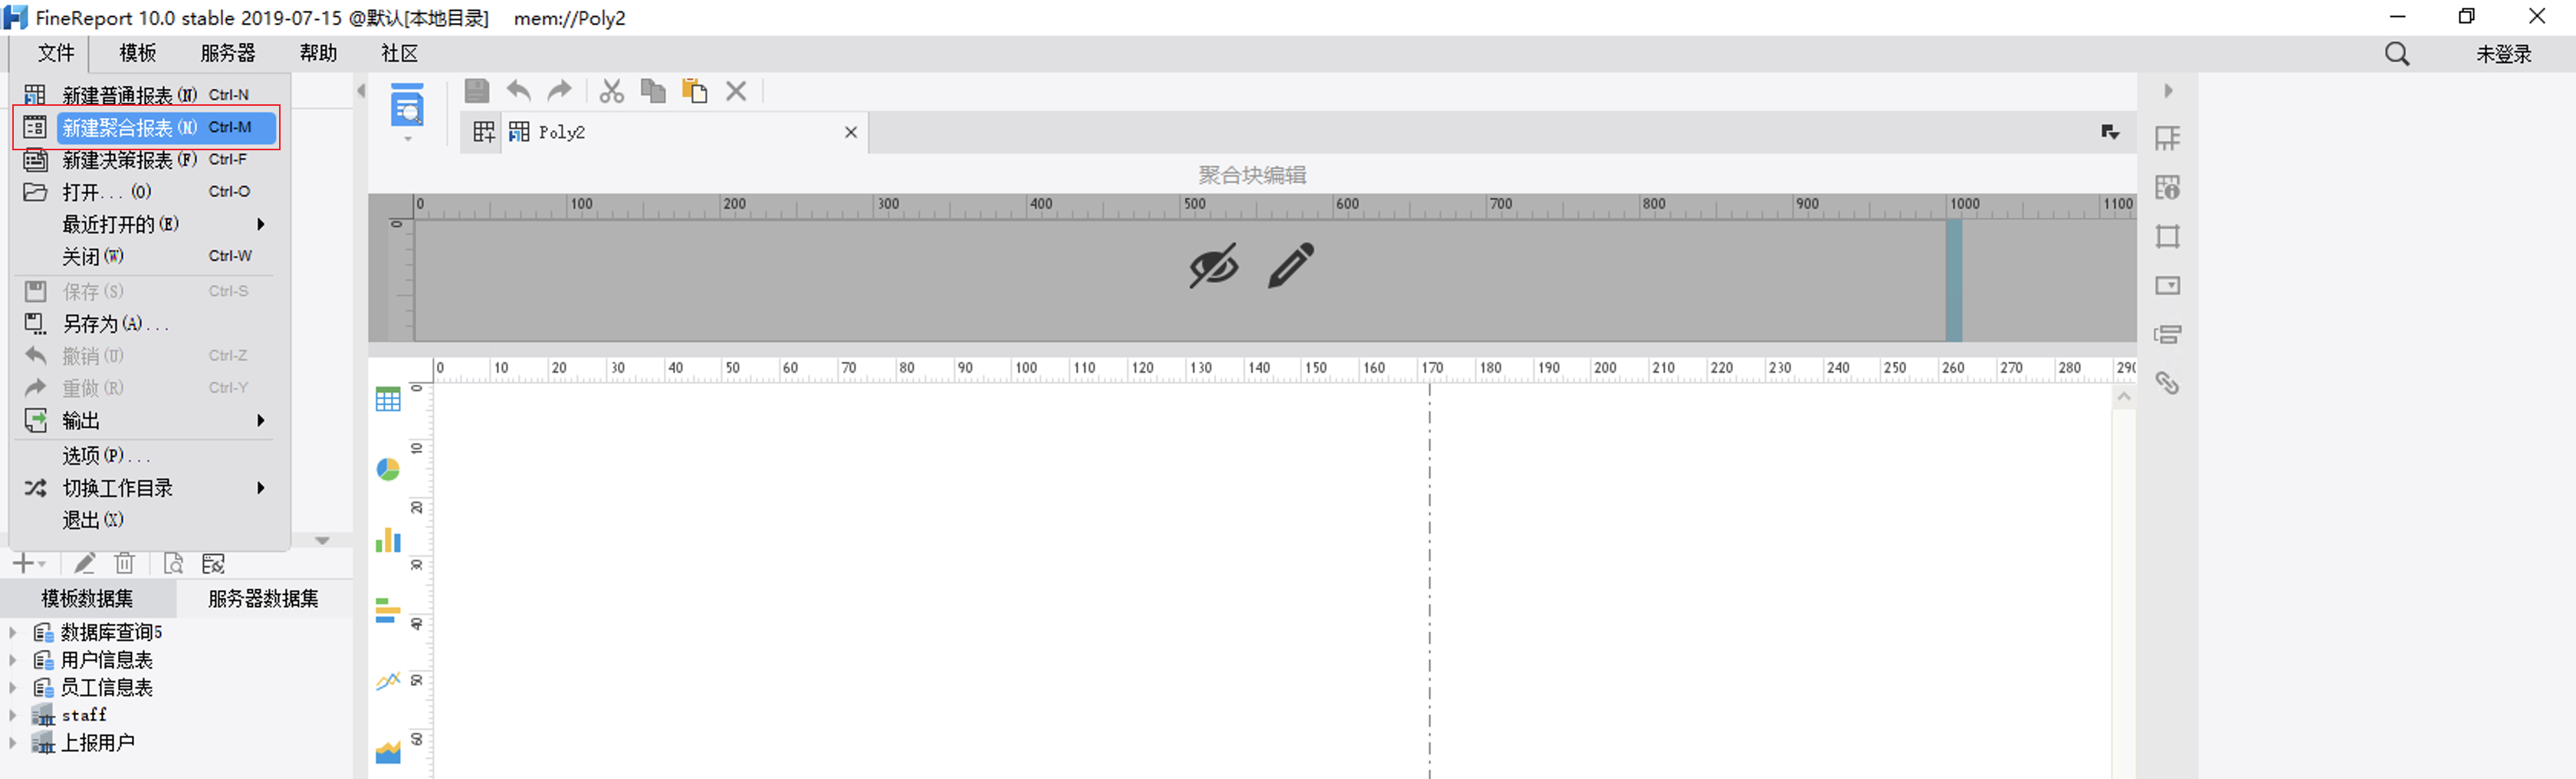 FineReport 10.0 stable 2019-07-15 @默认[本地目录] mem://Poly2
文件 模板 服务器 帮助 社区 未登录
新建普通报表(N) Ctrl-N
新建聚合报表(N) Ctrl-M
新建决策报表(F) Ctrl-F
打开...(O) Ctrl-O
最近打开的(E)
关闭(W) Ctrl-W
保存(S) Ctrl-S
另存为(A)...
撤销(U) Ctrl-Z
重做(R) Ctrl-Y
输出
选项(P)...
切换工作目录
退出(X)
模板数据集 服务器数据集
数据库查询5
用户信息表
员工信息表
staff
上报用户
Poly2
聚合块编辑
0 100 200 300 400 500 600 700 800 900 1000 1100
0
0 10 20 30 40 50 60 70 80 90 100 110 120 130 140 150 160 170 180 190 200 210 220 230 240 250 260 270 280 290
0
10
20
30
40
50
60